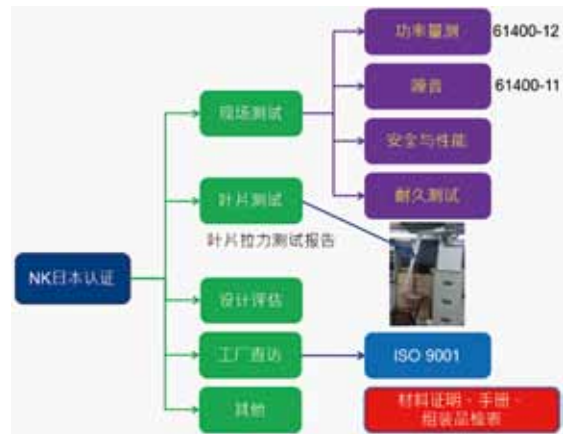 功率量测
61400-12
噪音
61400-11
现场测试
安全与性能
耐久测试
叶片测试
叶片拉力测试报告
NK日本认证
设计评估
工厂查访
ISO 9001
其他
材料证明、手册、
组装品检表